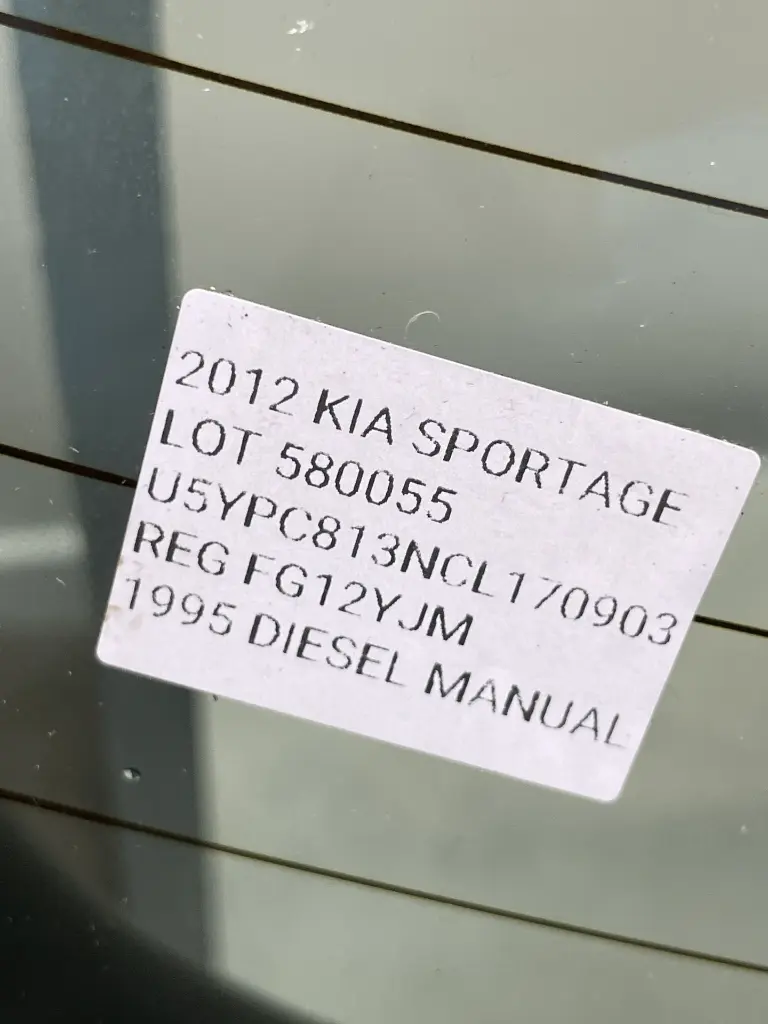 2012 KIA SPORTAGE
LOT 580055
U5YPC813NCL170903
REG FG12YJM
1995 DIESEL MANUAL